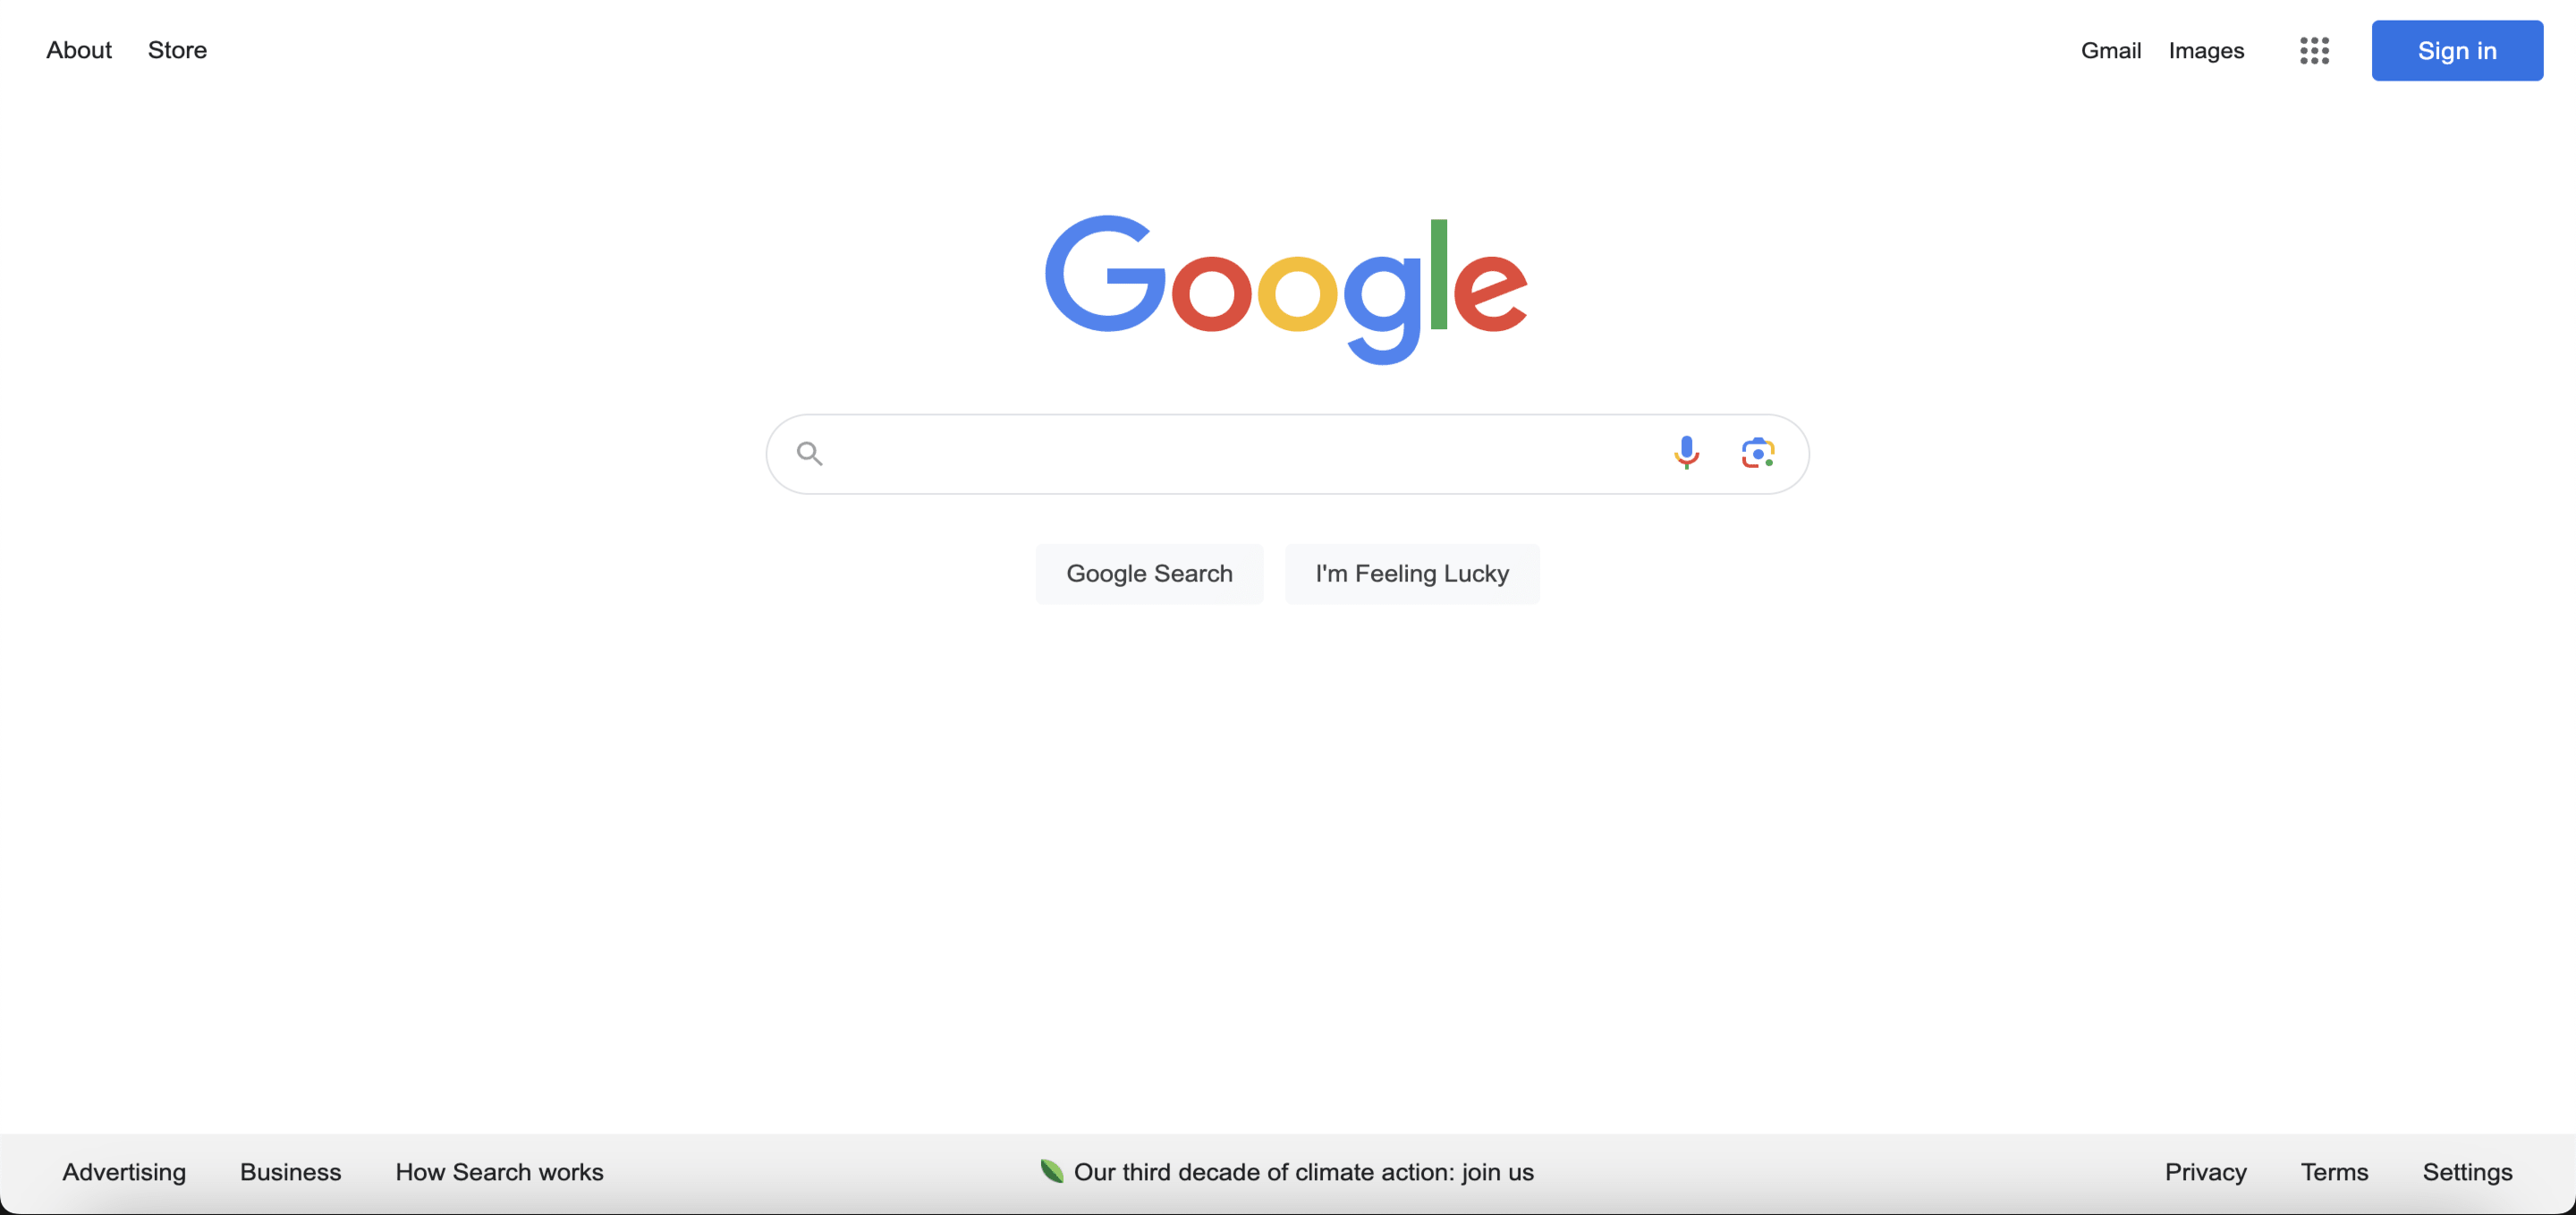 About Store Gmail Images Sign in
Google
Google Search I'm Feeling Lucky
Advertising Business How Search works Our third decade of climate action: join us Privacy Terms Settings